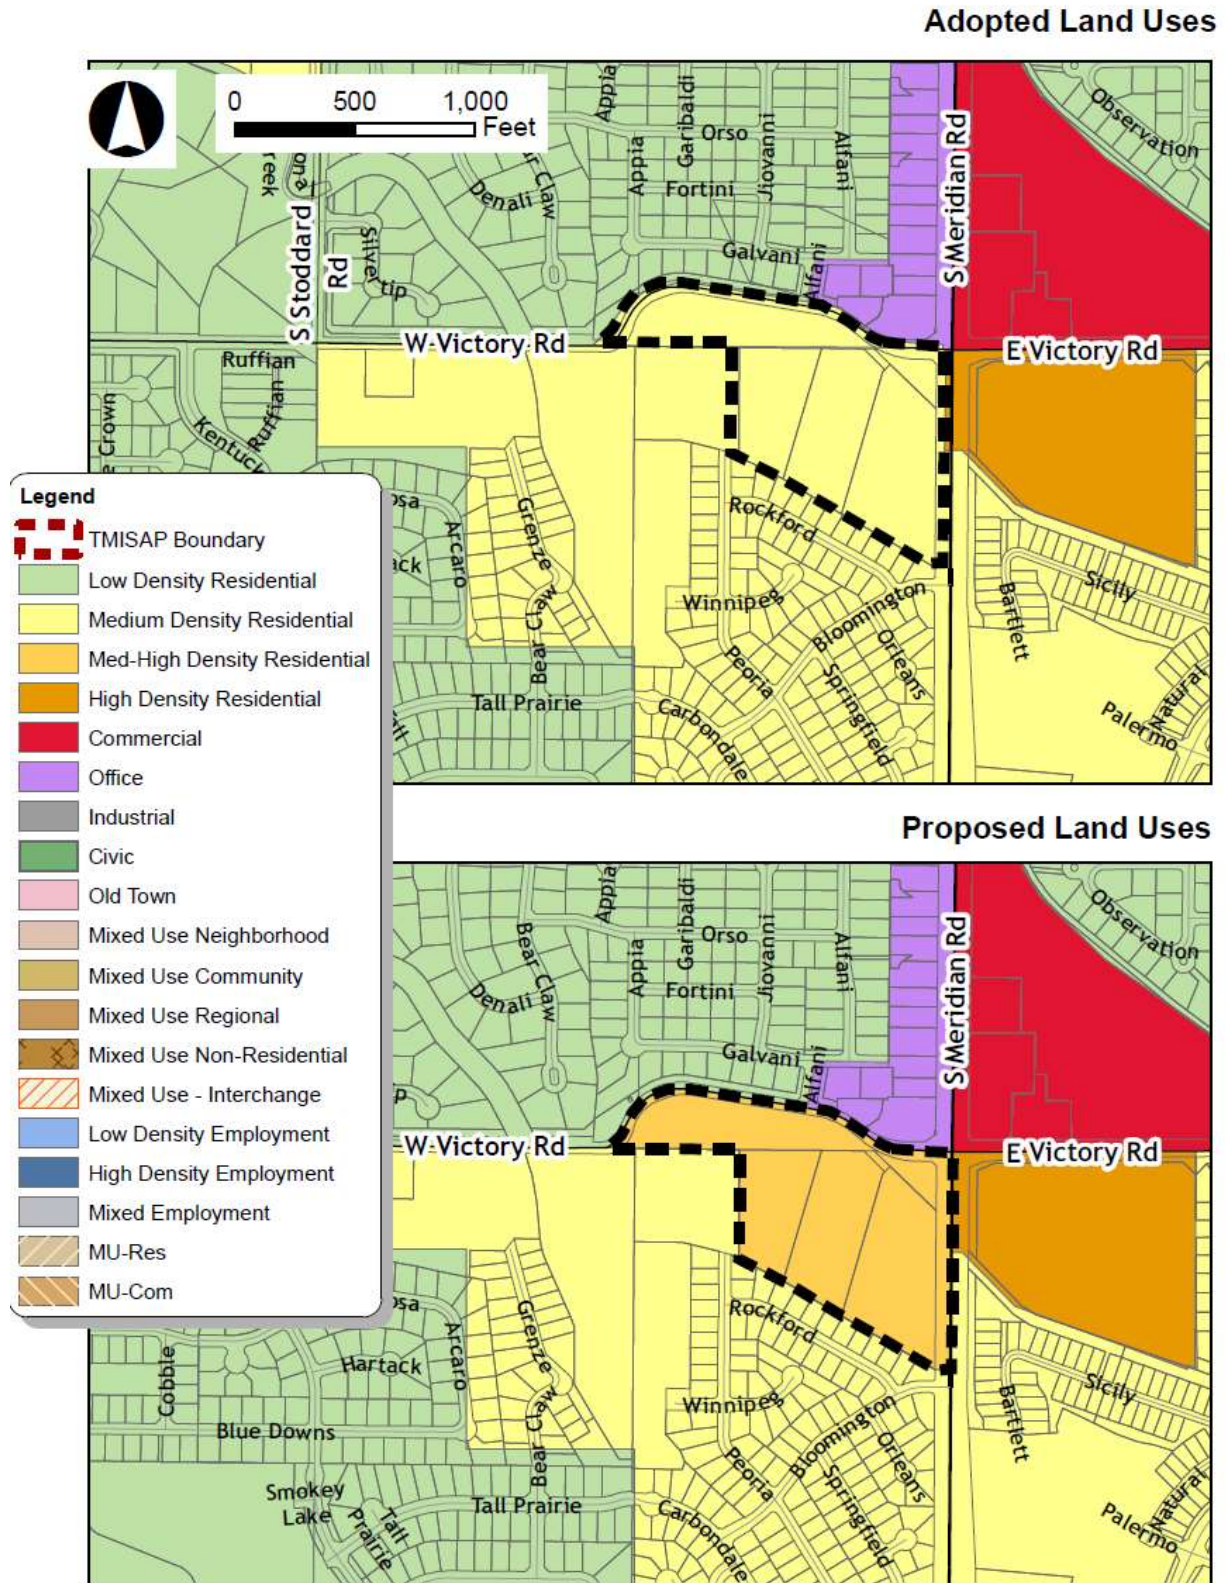 Adopted Land Uses
0 500 1,000
Feet
Appia
Garibaldi
Orso
Jiovanni
Alfani
Observation
S Meridian Rd
Denali
Appia
Fortini
S Stoddard
Rd
Silvertip
Galvani
Alfani
W Victory Rd
E Victory Rd
Ruffian
Ruffian
Crown
Grenze
Rockford
Arcaro
Winnipeg
Bloomington
Bartlett
Sicily
Bear Claw
Peoria
Orleans
Springfield
Tall Prairie
Carbondale
Natural
Palermo
Legend
TMISAP Boundary
Low Density Residential
Medium Density Residential
Med-High Density Residential
High Density Residential
Commercial
Office
Industrial
Civic
Old Town
Mixed Use Neighborhood
Mixed Use Community
Mixed Use Regional
Mixed Use Non-Residential
Mixed Use - Interchange
Low Density Employment
High Density Employment
Mixed Employment
MU-Res
MU-Com
Proposed Land Uses
Appia
Garibaldi
Orso
Jiovanni
Alfani
Observation
Bear Claw
S Meridian Rd
Denali
Appia
Fortini
Galvani
Alfani
W Victory Rd
E Victory Rd
Grenze
Rockford
Arcaro
Hartack
Cobble
Winnipeg
Bloomington
Bartlett
Sicily
Blue Downs
Bear Claw
Peoria
Orleans
Springfield
Smokey
Lake
Tall
Prairie
Tall Prairie
Carbondale
Natural
Palermo